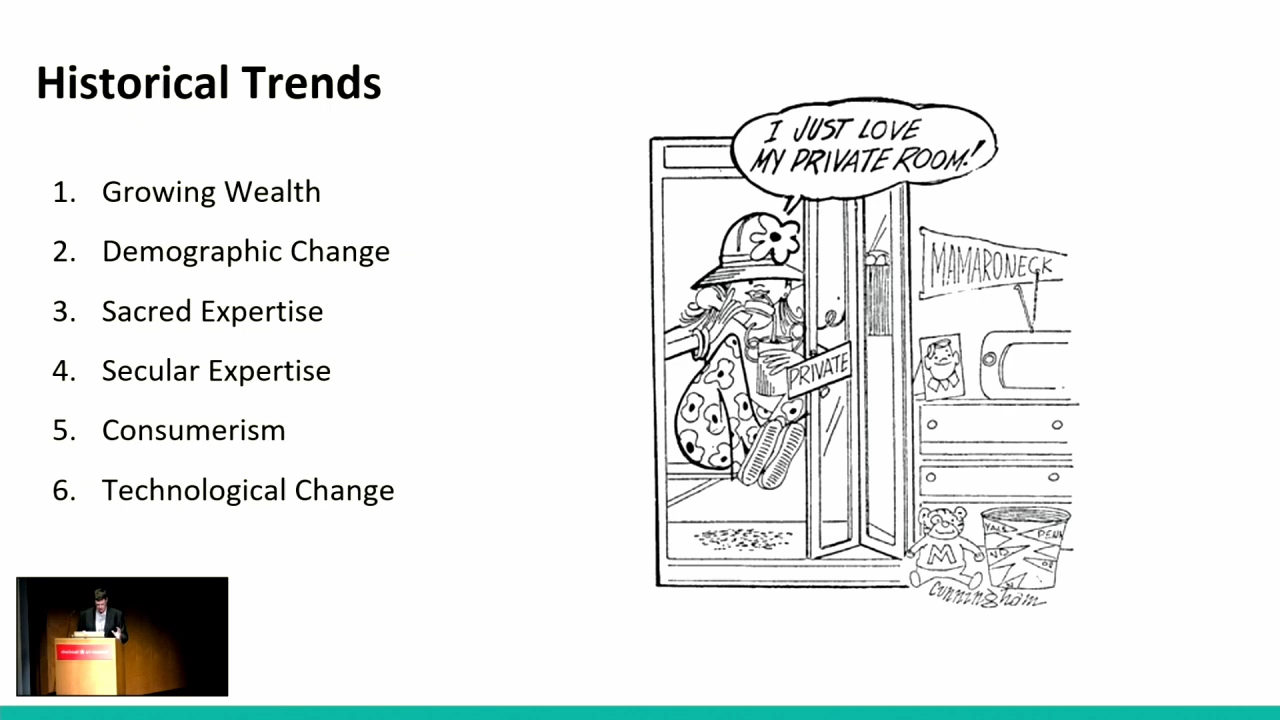 Historical Trends
1. Growing Wealth
2. Demographic Change
3. Sacred Expertise
4. Secular Expertise
5. Consumerism
6. Technological Change
I JUST LOVE
MY PRIVATE ROOM!
MAMARONECK
PRIVATE
M
YALE PENN
ND
Cunningham